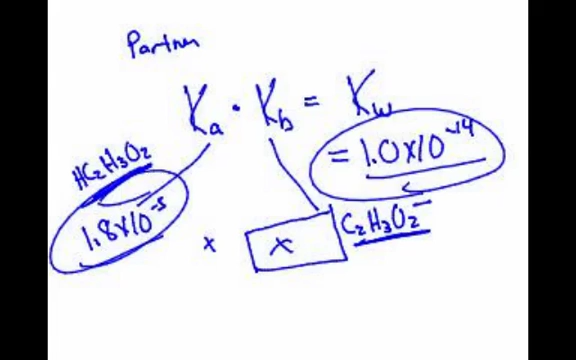 Partner
Ka · Kb = Kw
= 1.0x10^-14
HC2H3O2
1.8x10^-5 x x C2H3O2^-